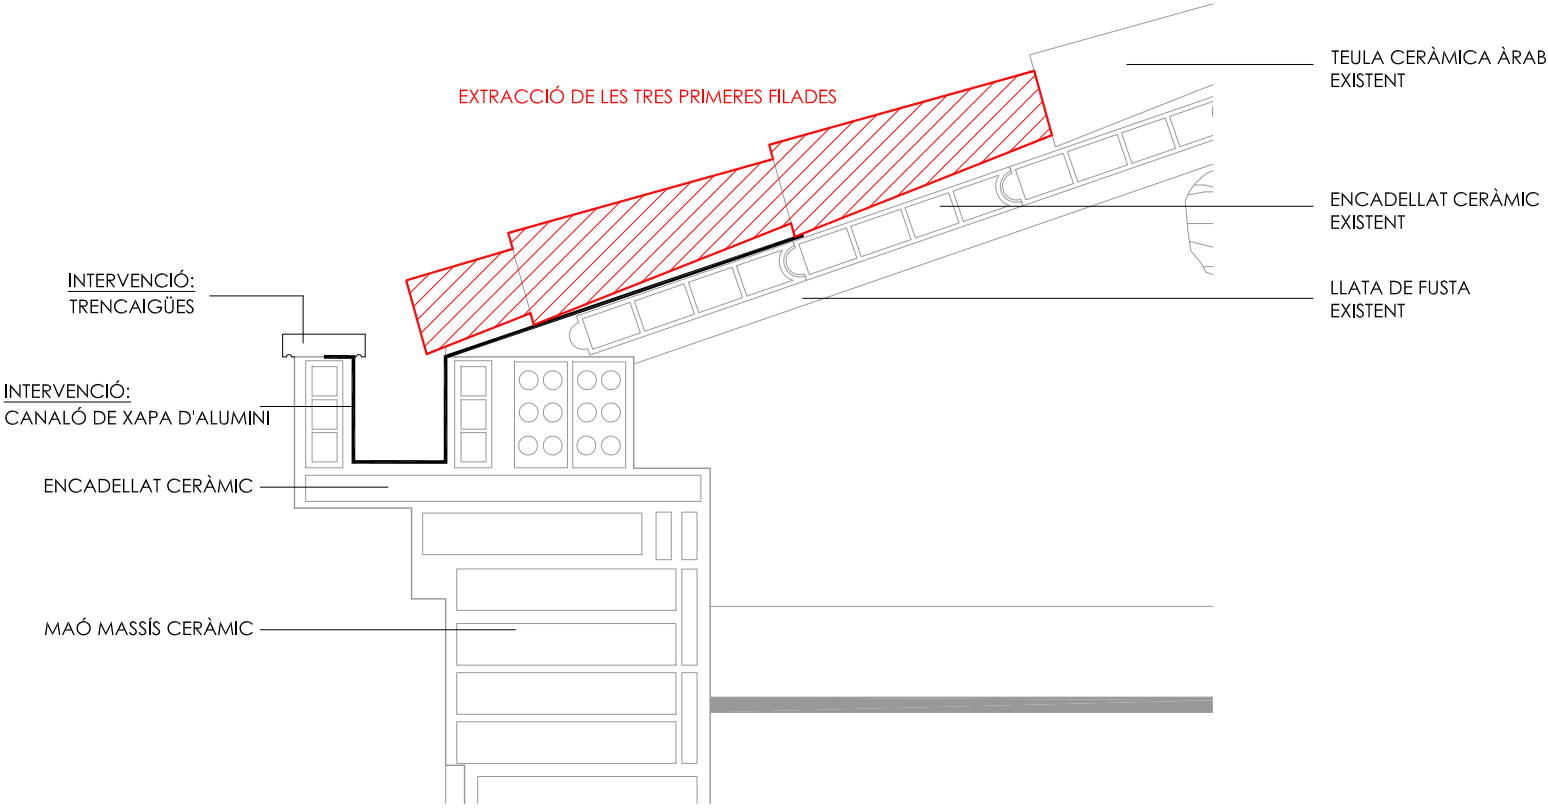 TEULA CERÀMICA ÀRAB
EXISTENT
EXTRACCIÓ DE LES TRES PRIMERES FILADES
ENCADELLAT CERÀMIC
EXISTENT
INTERVENCIÓ:
TRENCAIGÜES
LLATA DE FUSTA
EXISTENT
INTERVENCIÓ:
CANALÓ DE XAPA D'ALUMINI
ENCADELLAT CERÀMIC
MAÓ MASSÍS CERÀMIC